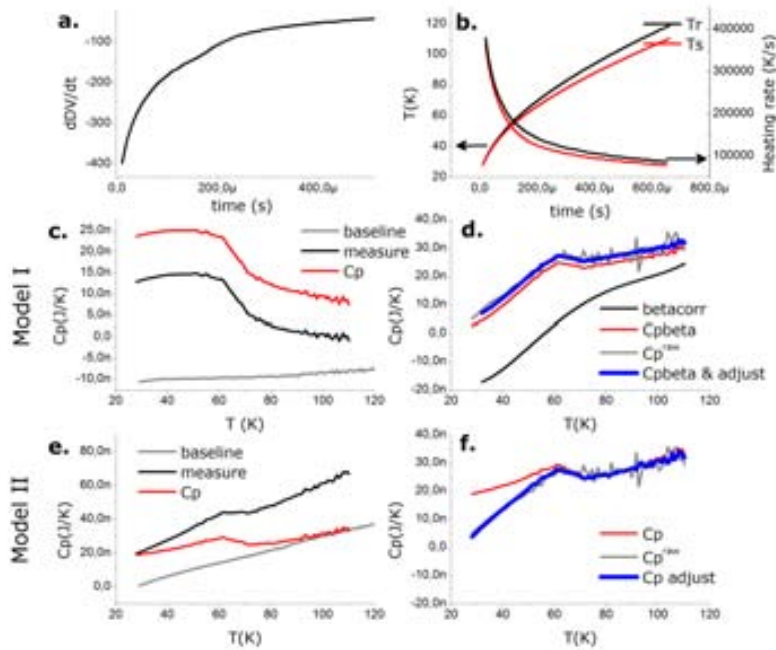 a.
-100
-200
-300
-400
dDV/dt
0,0
200,0µ
400,0µ
time (s)
b.
Tr
Ts
120
100
80
60
40
20
T(K)
400000
300000
200000
100000
Heating rate (K/s)
0,0
200,0µ
400,0µ
600,0µ
800,0µ
time (s)
Model I
c.
baseline
measure
Cp
25,0n
20,0n
15,0n
10,0n
5,0n
0,0
-5,0n
-10,0n
Cp(J/K)
20
40
60
80
100
120
T (K)
d.
40,0n
30,0n
20,0n
10,0n
0,0
-10,0n
-20,0n
Cp(J/K)
betacorr
Cpbeta
Cp raw
Cpbeta & adjust
20
40
60
80
100
120
T(K)
Model II
e.
baseline
measure
Cp
80,0n
60,0n
40,0n
20,0n
0,0
Cp(J/K)
20
40
60
80
100
120
T(K)
f.
40,0n
30,0n
20,0n
10,0n
0,0
-10,0n
-20,0n
Cp(J/K)
Cp
Cp raw
Cp adjust
20
40
60
80
100
120
T(K)